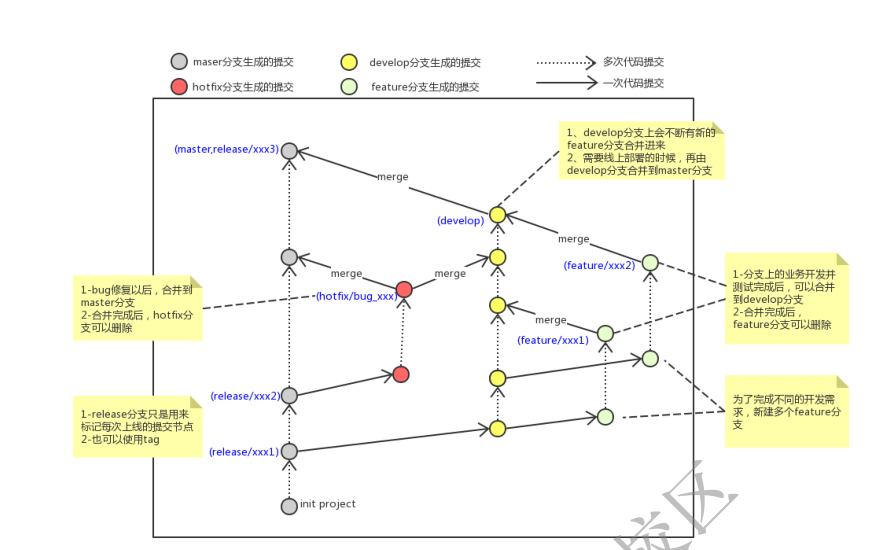 maser分支生成的提交
develop分支生成的提交
多次代码提交
hotfix分支生成的提交
feature分支生成的提交
一次代码提交
1、develop分支上会不断有新的
feature分支合并进来
2、需要线上部署的时候，再由
develop分支合并到master分支
(master,release/xxx3)
merge
(develop)
merge
(feature/xxx2)
merge
merge
1-分支上的业务开发并
测试完成后，可以合并
到develop分支
2-合并完成后，
feature分支可以删除
1-bug修复以后，合并到
master分支
2-合并完成后，hotfix分
支可以删除
(hotfix/bug_xxx)
merge
(feature/xxx1)
(release/xxx2)
为了完成不同的开发需
求，新建多个feature分
支
1-release分支只是用来
标记每次上线的提交节点
2-也可以使用tag
(release/xxx1)
init project